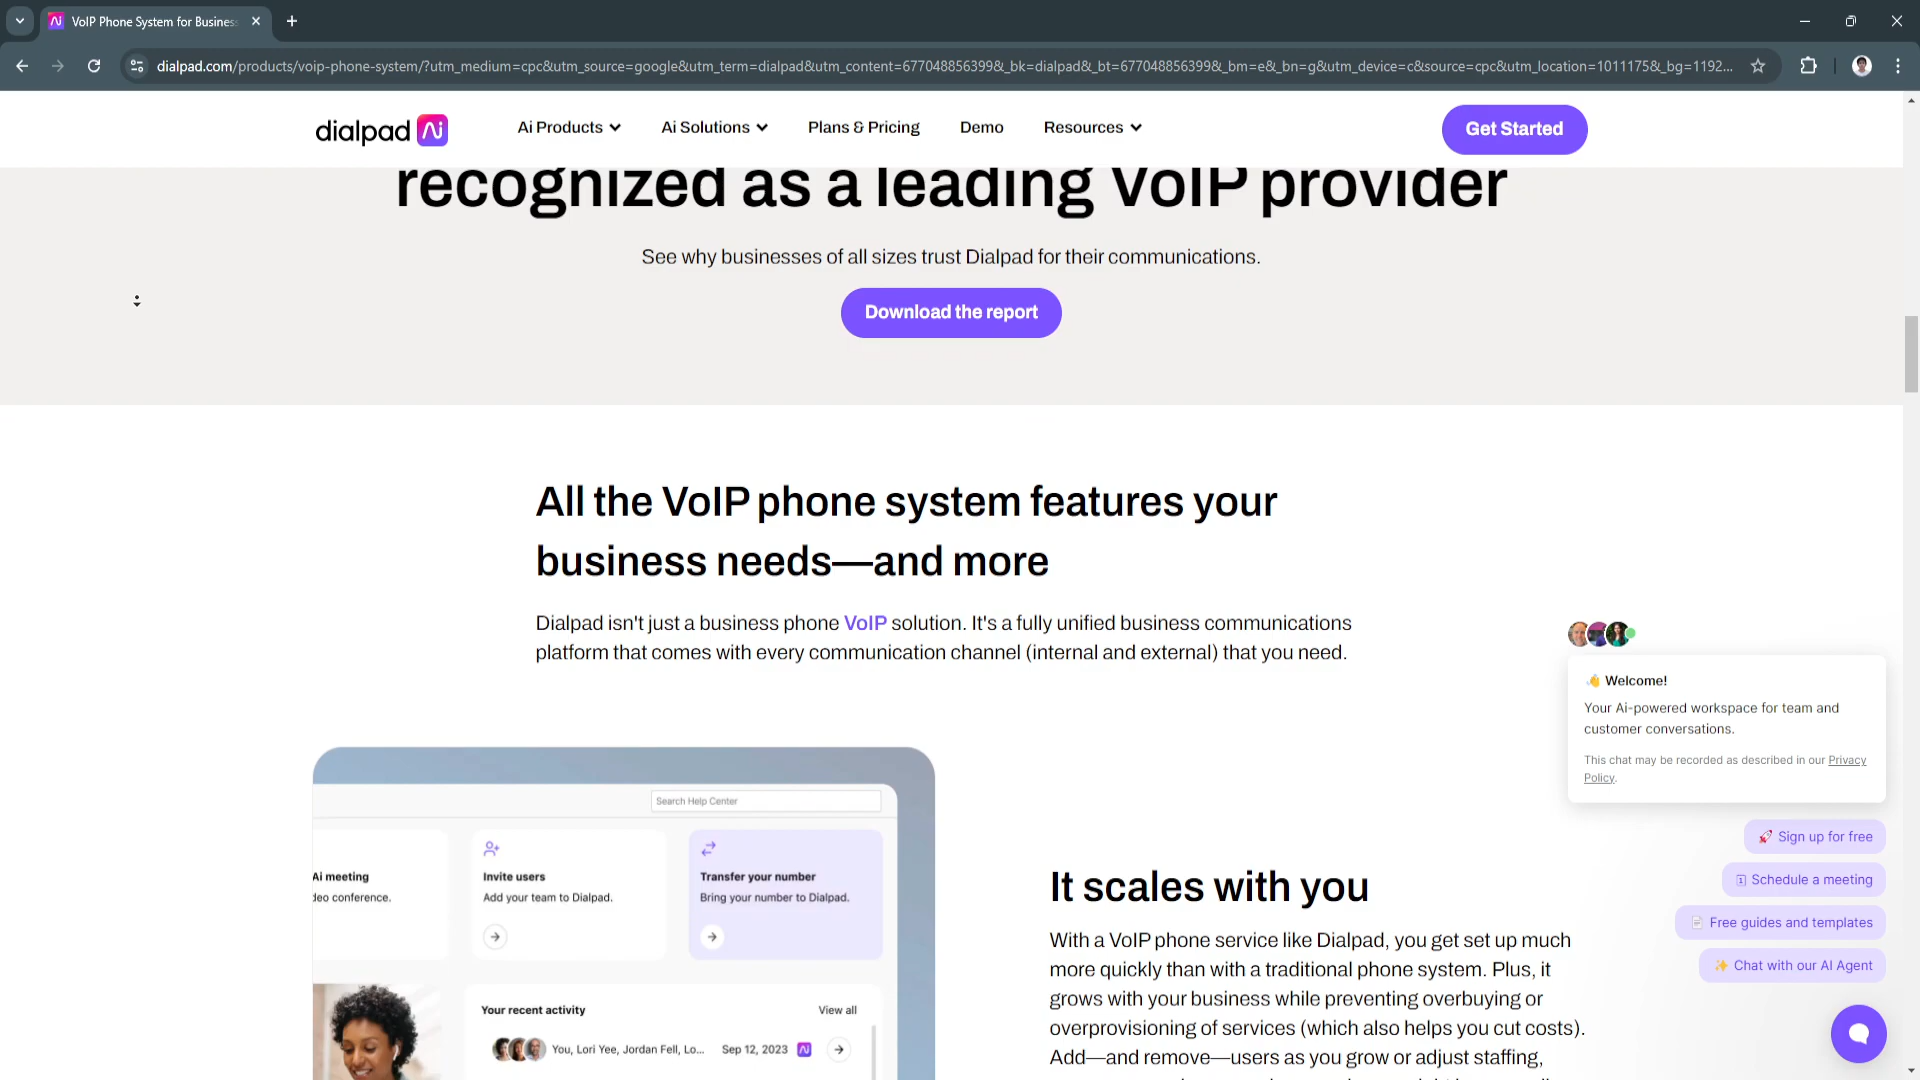 VoIP Phone System for Busines
dialpad.com/products/voip-phone-system/?utm_medium=cpc&utm_source=google&utm_term=dialpad&utm_content=677048856399&_bk=dialpad&_bt=677048856399&_bm=e&_bn=g&utm_device=c&source=cpc&utm_location=1011175&_bg=1192...
dialpad Ai
Ai Products
Ai Solutions
Plans & Pricing
Demo
Resources
Get Started
recognized as a leading VoIP provider
See why businesses of all sizes trust Dialpad for their communications.
Download the report
All the VoIP phone system features your
business needs—and more
Dialpad isn't just a business phone VoIP solution. It's a fully unified business communications
platform that comes with every communication channel (internal and external) that you need.
Search Help Center
Ai meeting
deo conference.
Invite users
Add your team to Dialpad.
Transfer your number
Bring your number to Dialpad.
Your recent activity
View all
You, Lori Yee, Jordan Fell, Lo...
Sep 12, 2023
It scales with you
With a VoIP phone service like Dialpad, you get set up much
more quickly than with a traditional phone system. Plus, it
grows with your business while preventing overbuying or
overprovisioning of services (which also helps you cut costs).
Add—and remove—users as you grow or adjust staffing,
👋 Welcome!
Your Ai-powered workspace for team and
customer conversations.
This chat may be recorded as described in our Privacy
Policy.
🚀 Sign up for free
Schedule a meeting
Free guides and templates
✨ Chat with our AI Agent